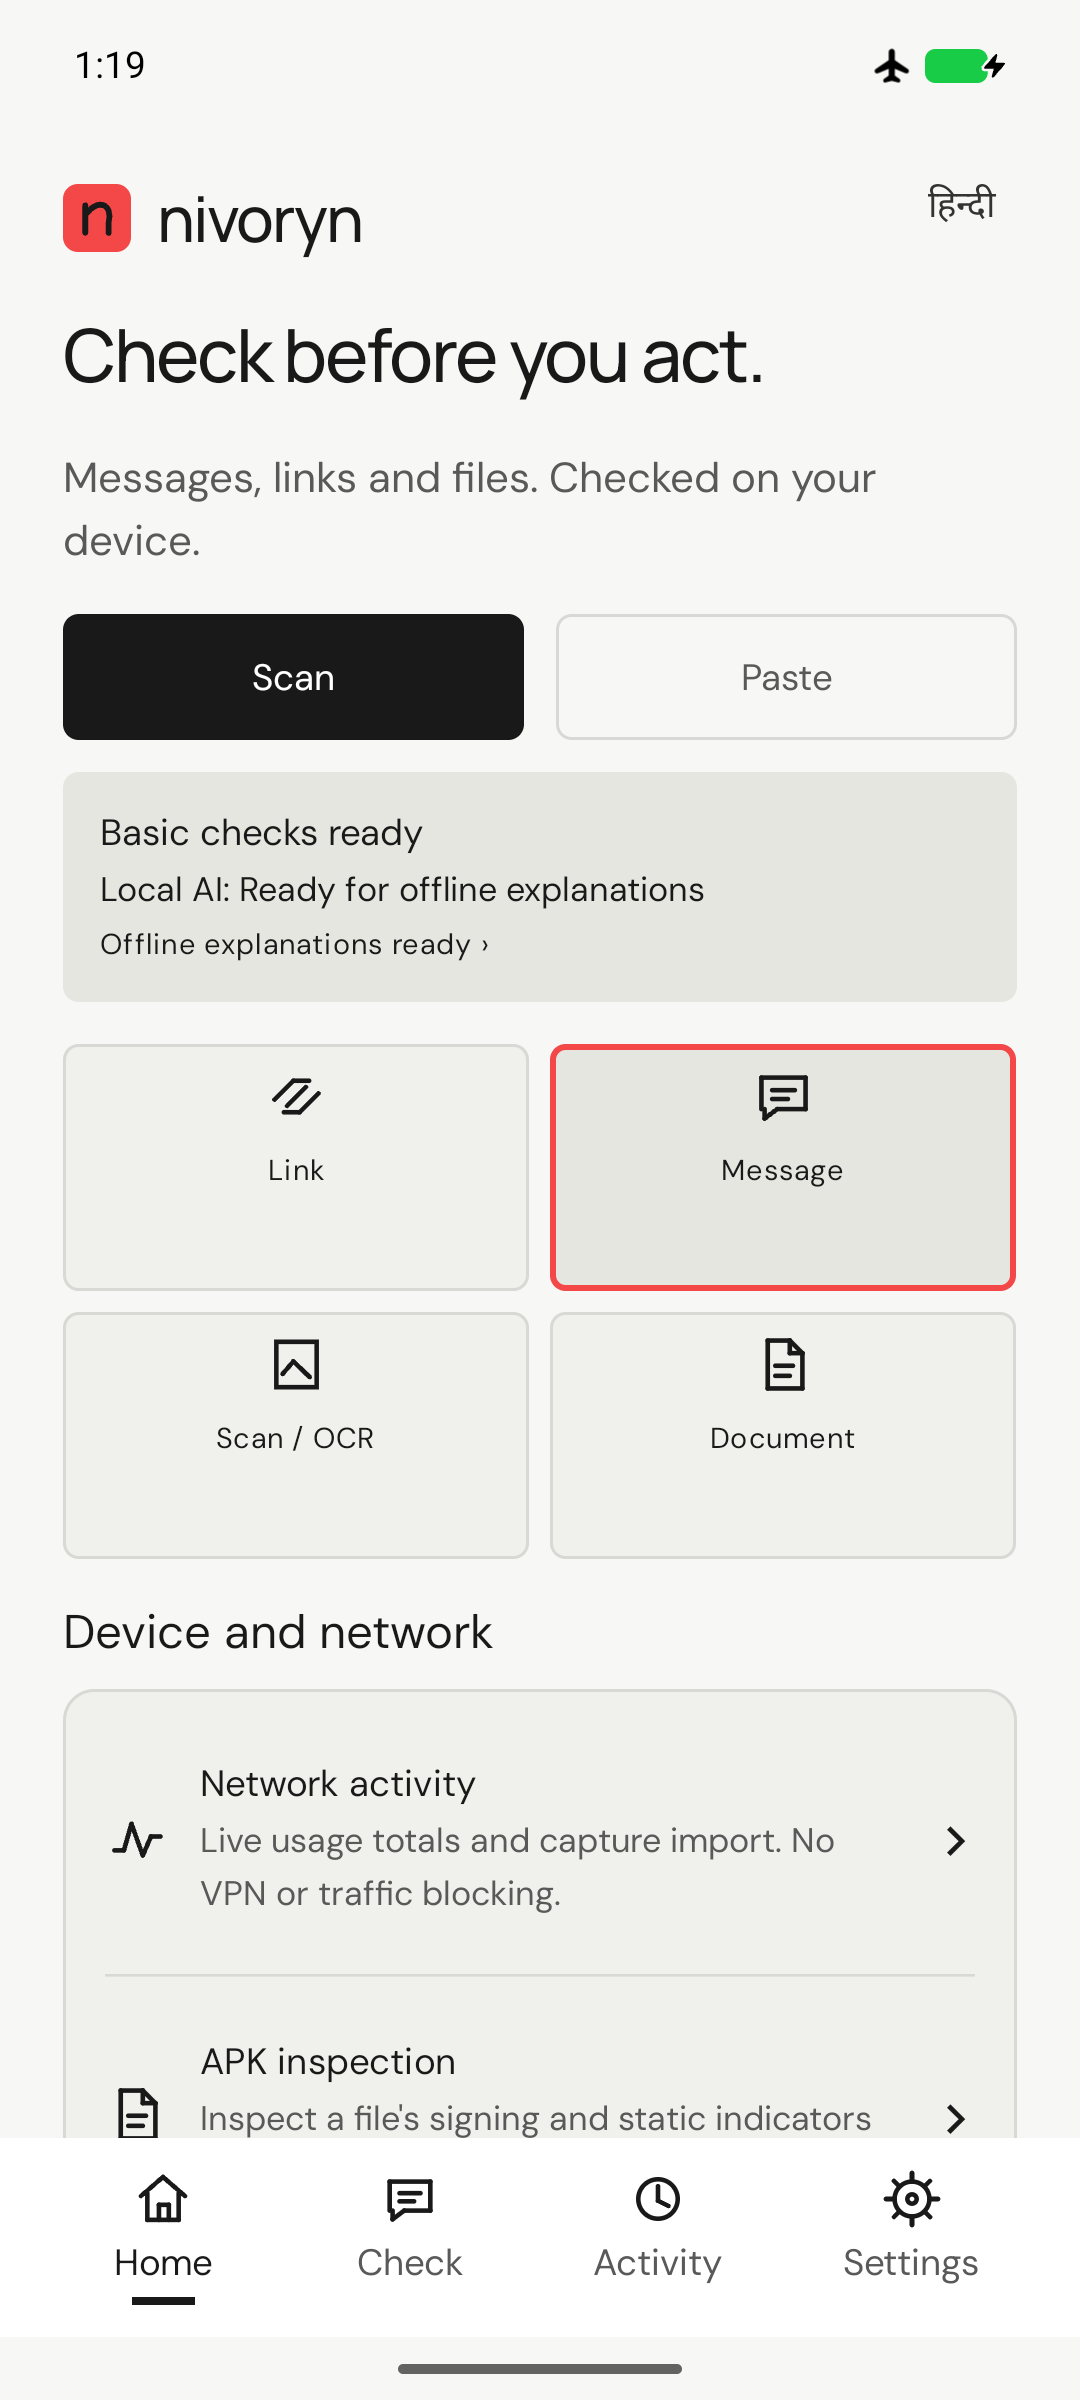 1:19
n nivoryn
हिन्दी
Check before you act.
Messages, links and files. Checked on your
device.
Scan
Paste
Basic checks ready
Local AI: Ready for offline explanations
Offline explanations ready ›
Link
Message
Scan / OCR
Document
Device and network
Network activity
Live usage totals and capture import. No
VPN or traffic blocking.
APK inspection
Inspect a file's signing and static indicators
Home
Check
Activity
Settings